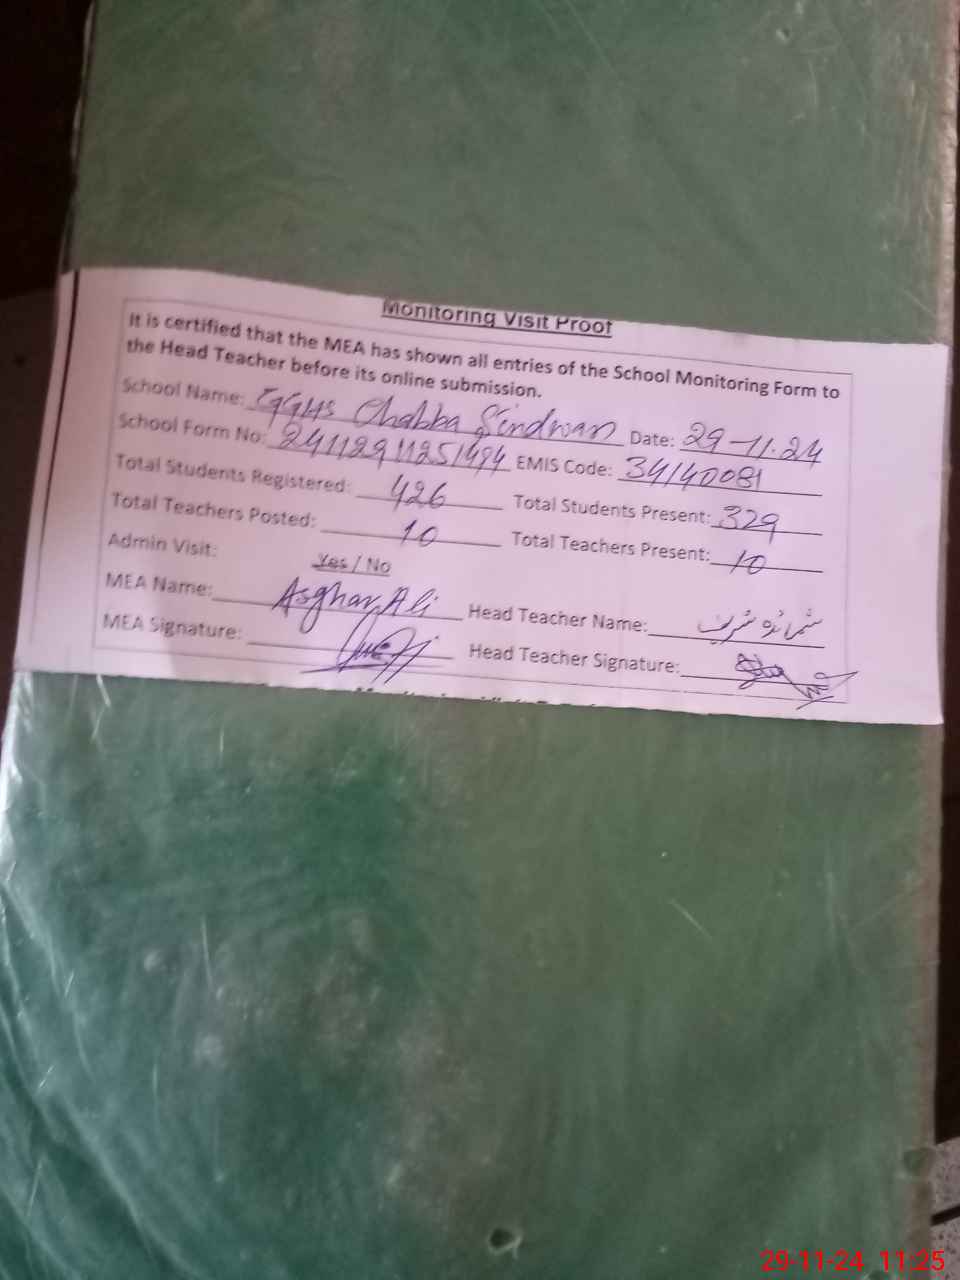 Monitoring Visit Proof
It is certified that the MEA has shown all entries of the School Monitoring Form to
the Head Teacher before its online submission.
School Name: GGHS Chabba Sindwan Date: 29-11-24
School Form No: 24112911251494 EMIS Code: 34140081
Total Students Registered: 426 Total Students Present: 329
Total Teachers Posted: 10 Total Teachers Present: 10
Admin Visit: Yes / No
MEA Name: Asghar Ali Head Teacher Name: شمائلہ شریف
MEA Signature: Head Teacher Signature:
29-11-24 11:25